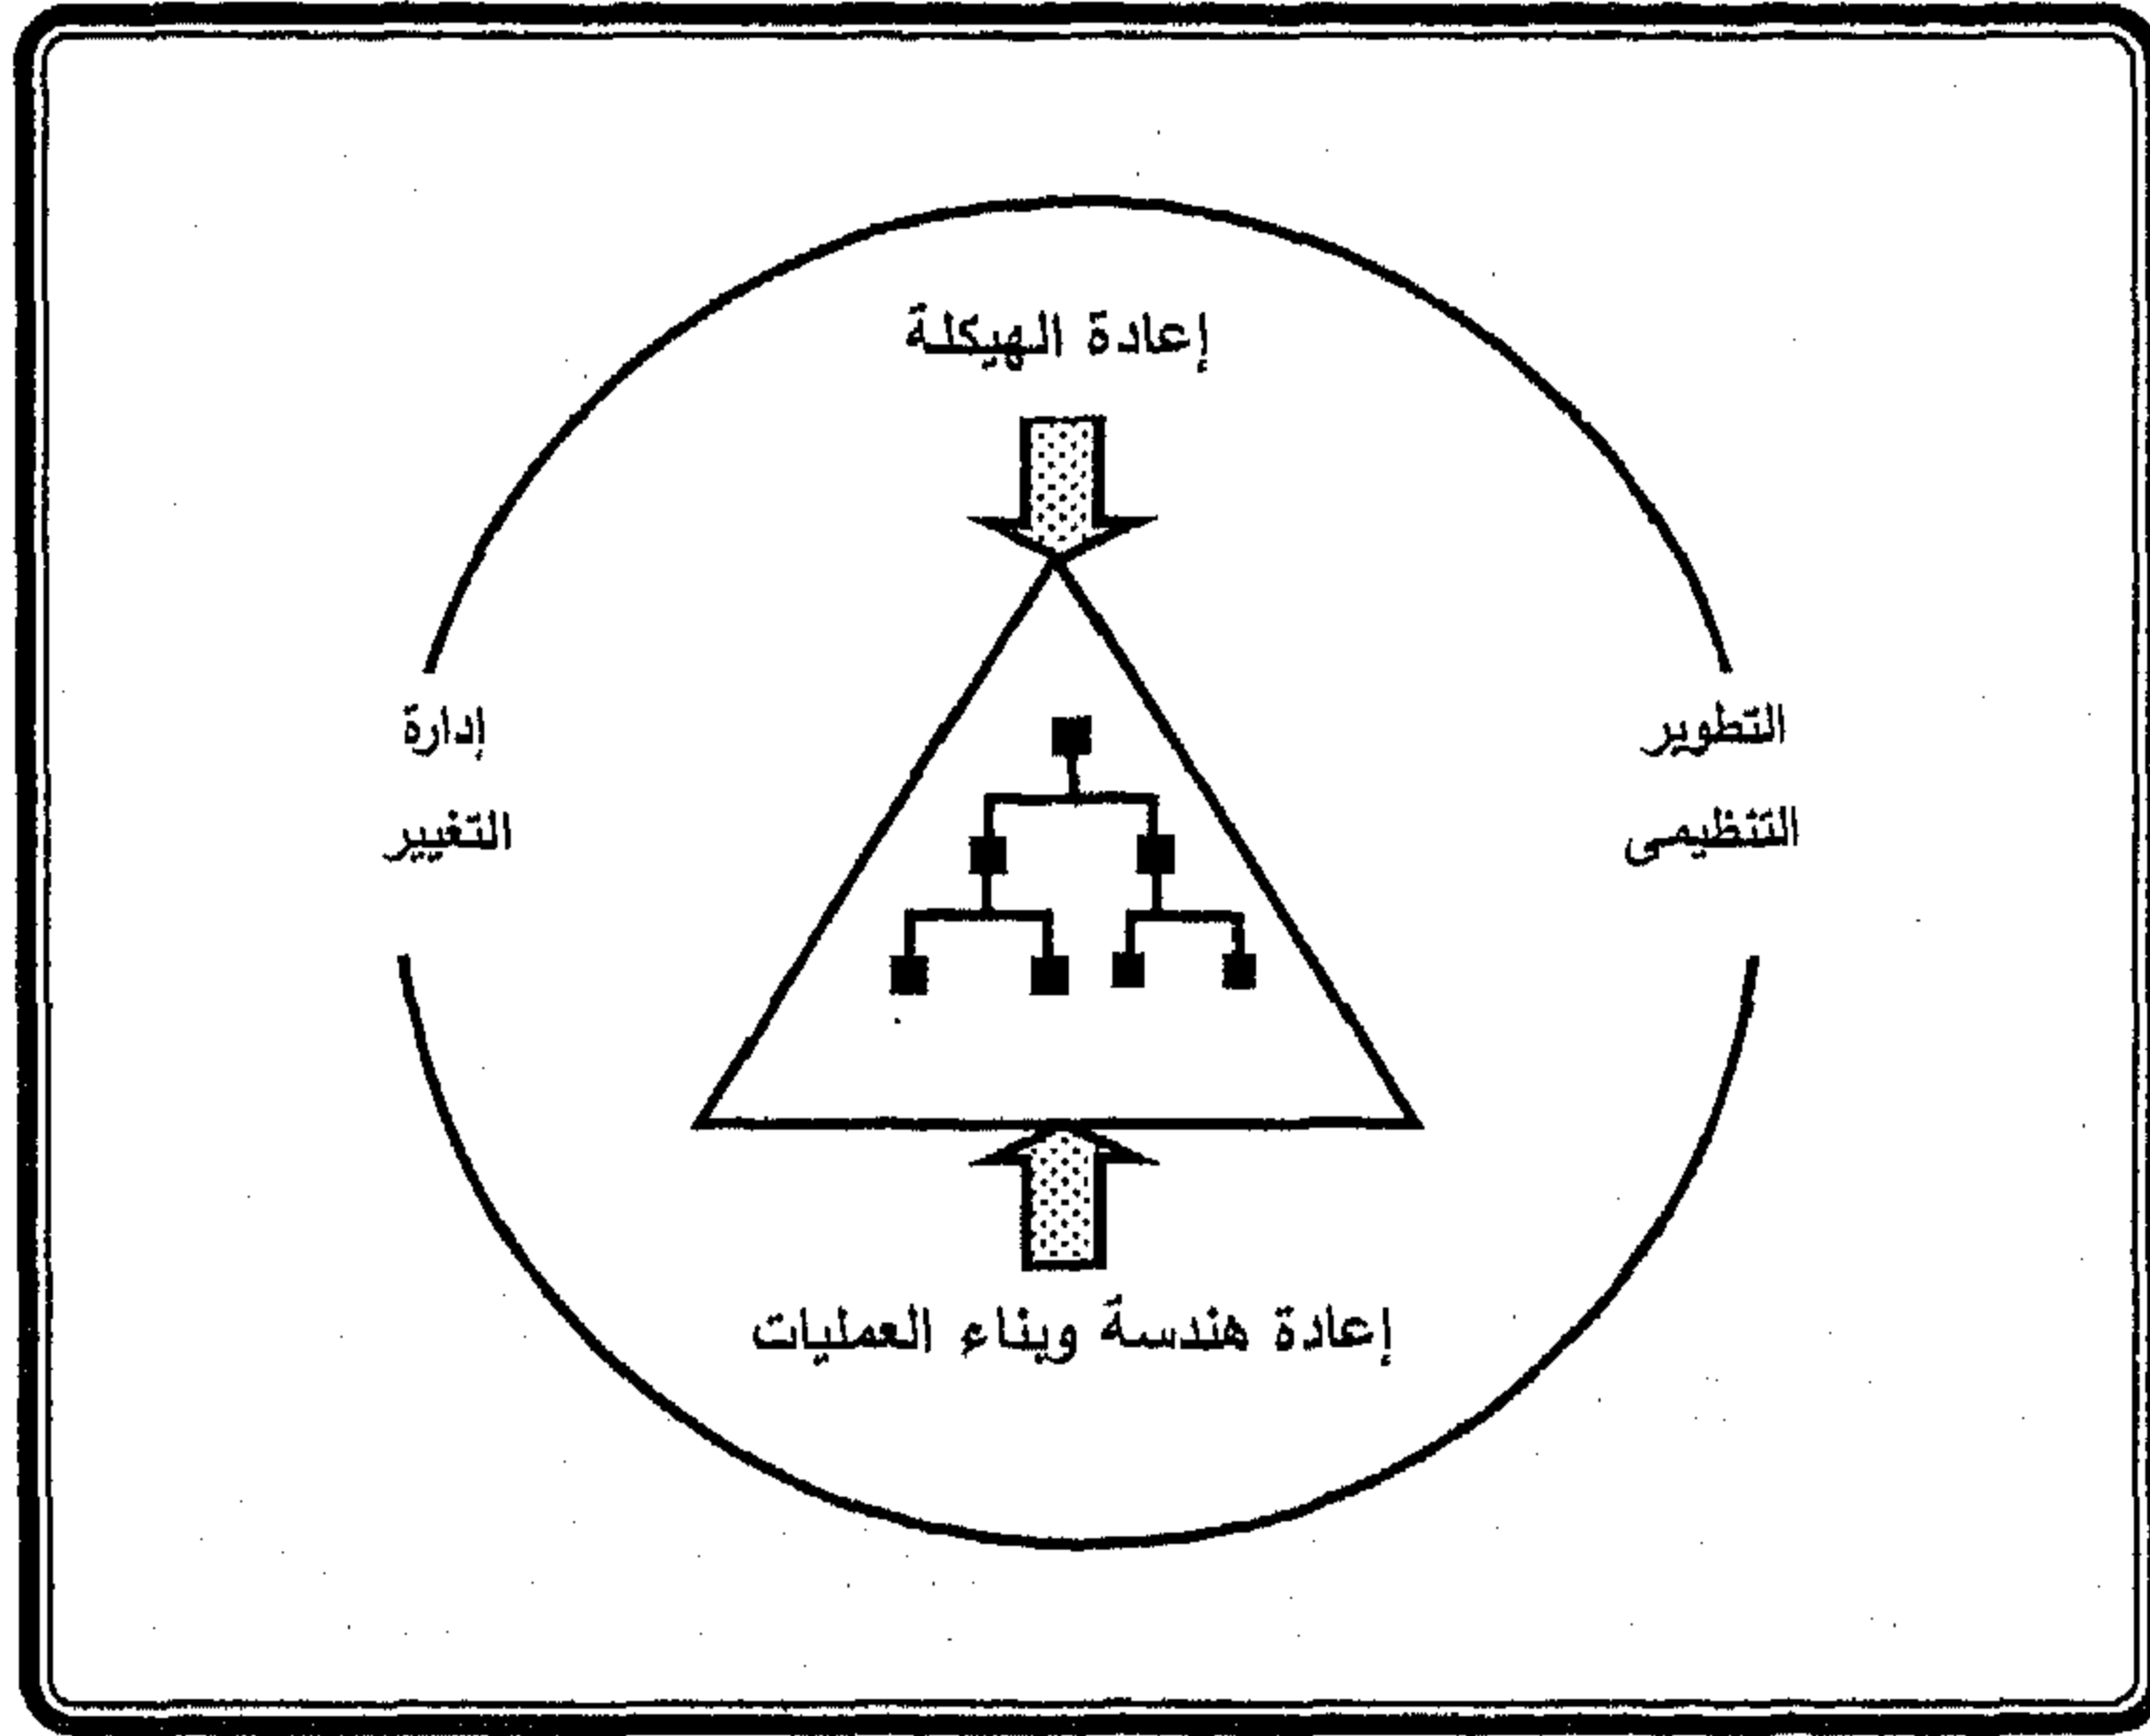 إعادة الهيكلة
التطوير
التنظيمى
إدارة
التغيير
إعادة هندسة وبناء العمليات